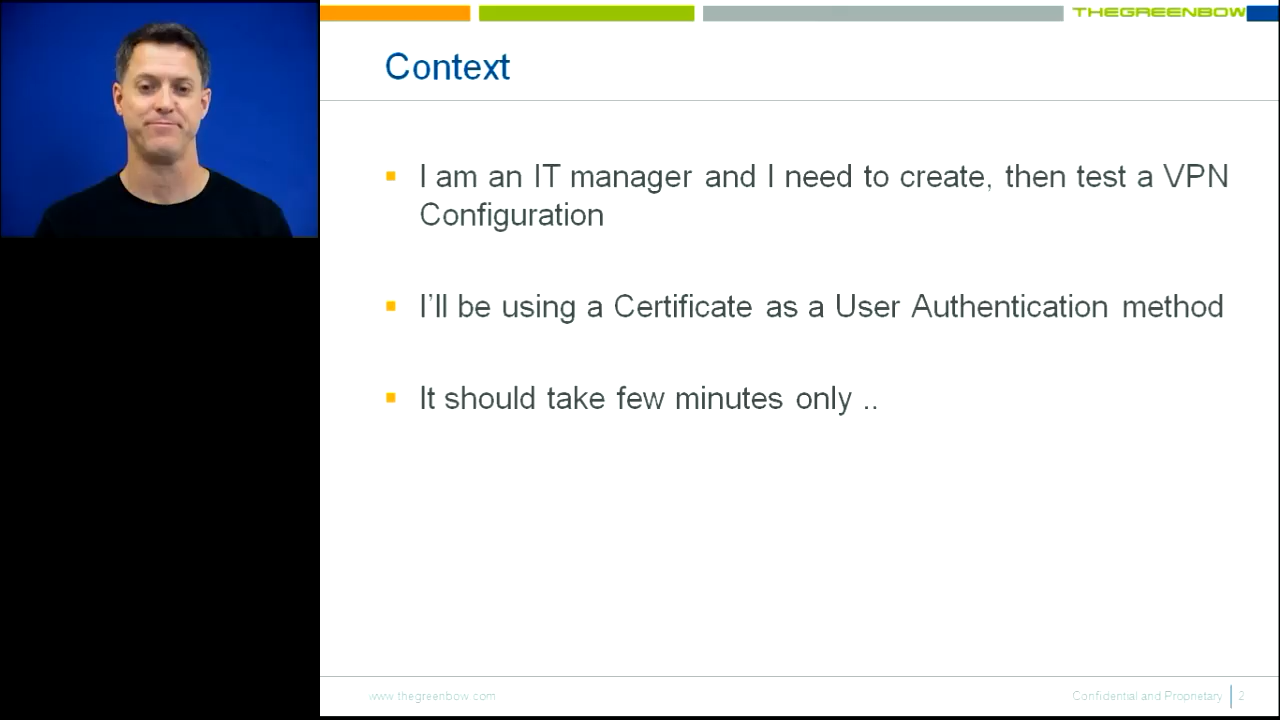 THEGREENBOW
Context
I am an IT manager and I need to create, then test a VPN
Configuration
I'll be using a Certificate as a User Authentication method
It should take few minutes only ..
www.thegreenbow.com
Confidential and Proprietary 2